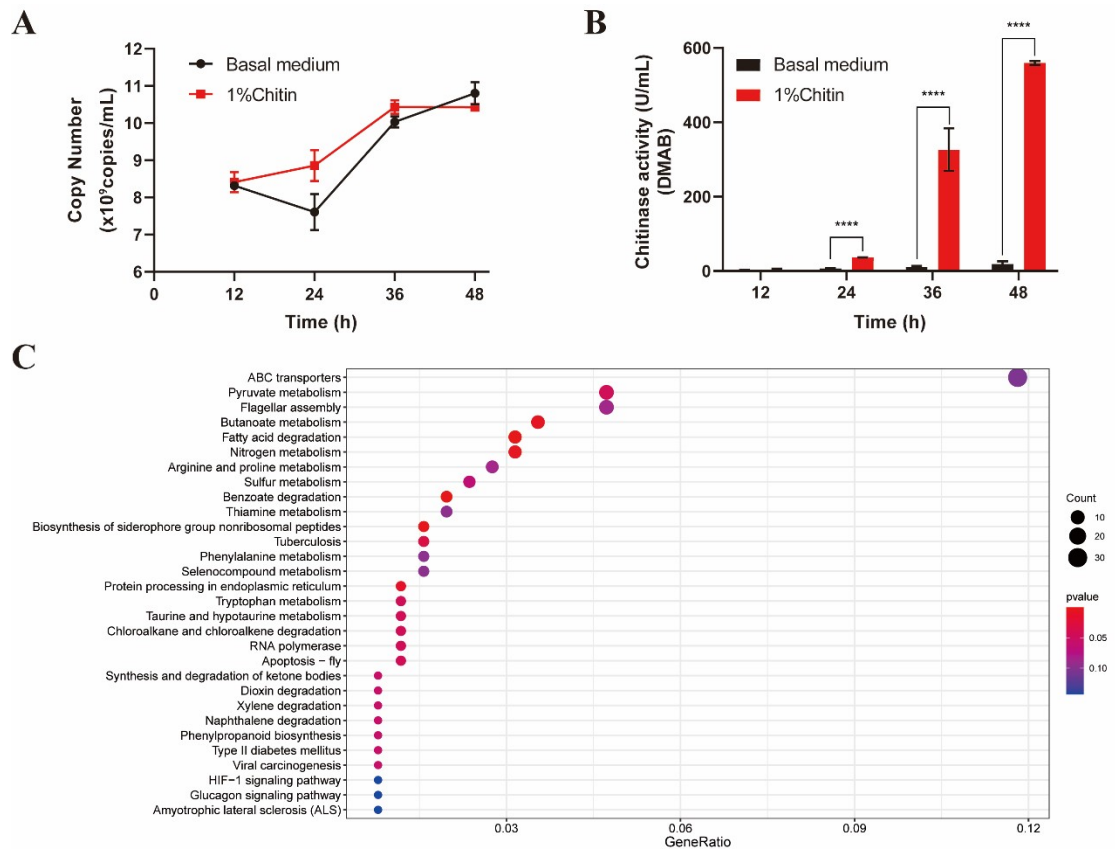 A
12
11
10
9
8
7
6
Copy Number
(x10⁹copies/mL)
Basal medium
1%Chitin
0 12 24 36 48
Time (h)
B
600
400
200
0
Chitinase activity (U/mL)
(DMAB)
Basal medium
1%Chitin
****
****
****
12 24 36 48
Time (h)
C
ABC transporters
Pyruvate metabolism
Flagellar assembly
Butanoate metabolism
Fatty acid degradation
Nitrogen metabolism
Arginine and proline metabolism
Sulfur metabolism
Benzoate degradation
Thiamine metabolism
Biosynthesis of siderophore group nonribosomal peptides
Tuberculosis
Phenylalanine metabolism
Selenocompound metabolism
Protein processing in endoplasmic reticulum
Tryptophan metabolism
Taurine and hypotaurine metabolism
Chloroalkane and chloroalkene degradation
RNA polymerase
Apoptosis − fly
Synthesis and degradation of ketone bodies
Dioxin degradation
Xylene degradation
Naphthalene degradation
Phenylpropanoid biosynthesis
Type II diabetes mellitus
Viral carcinogenesis
HIF−1 signaling pathway
Glucagon signaling pathway
Amyotrophic lateral sclerosis (ALS)
0.03 0.06 0.09 0.12
GeneRatio
Count
10
20
30
pvalue
0.05
0.10